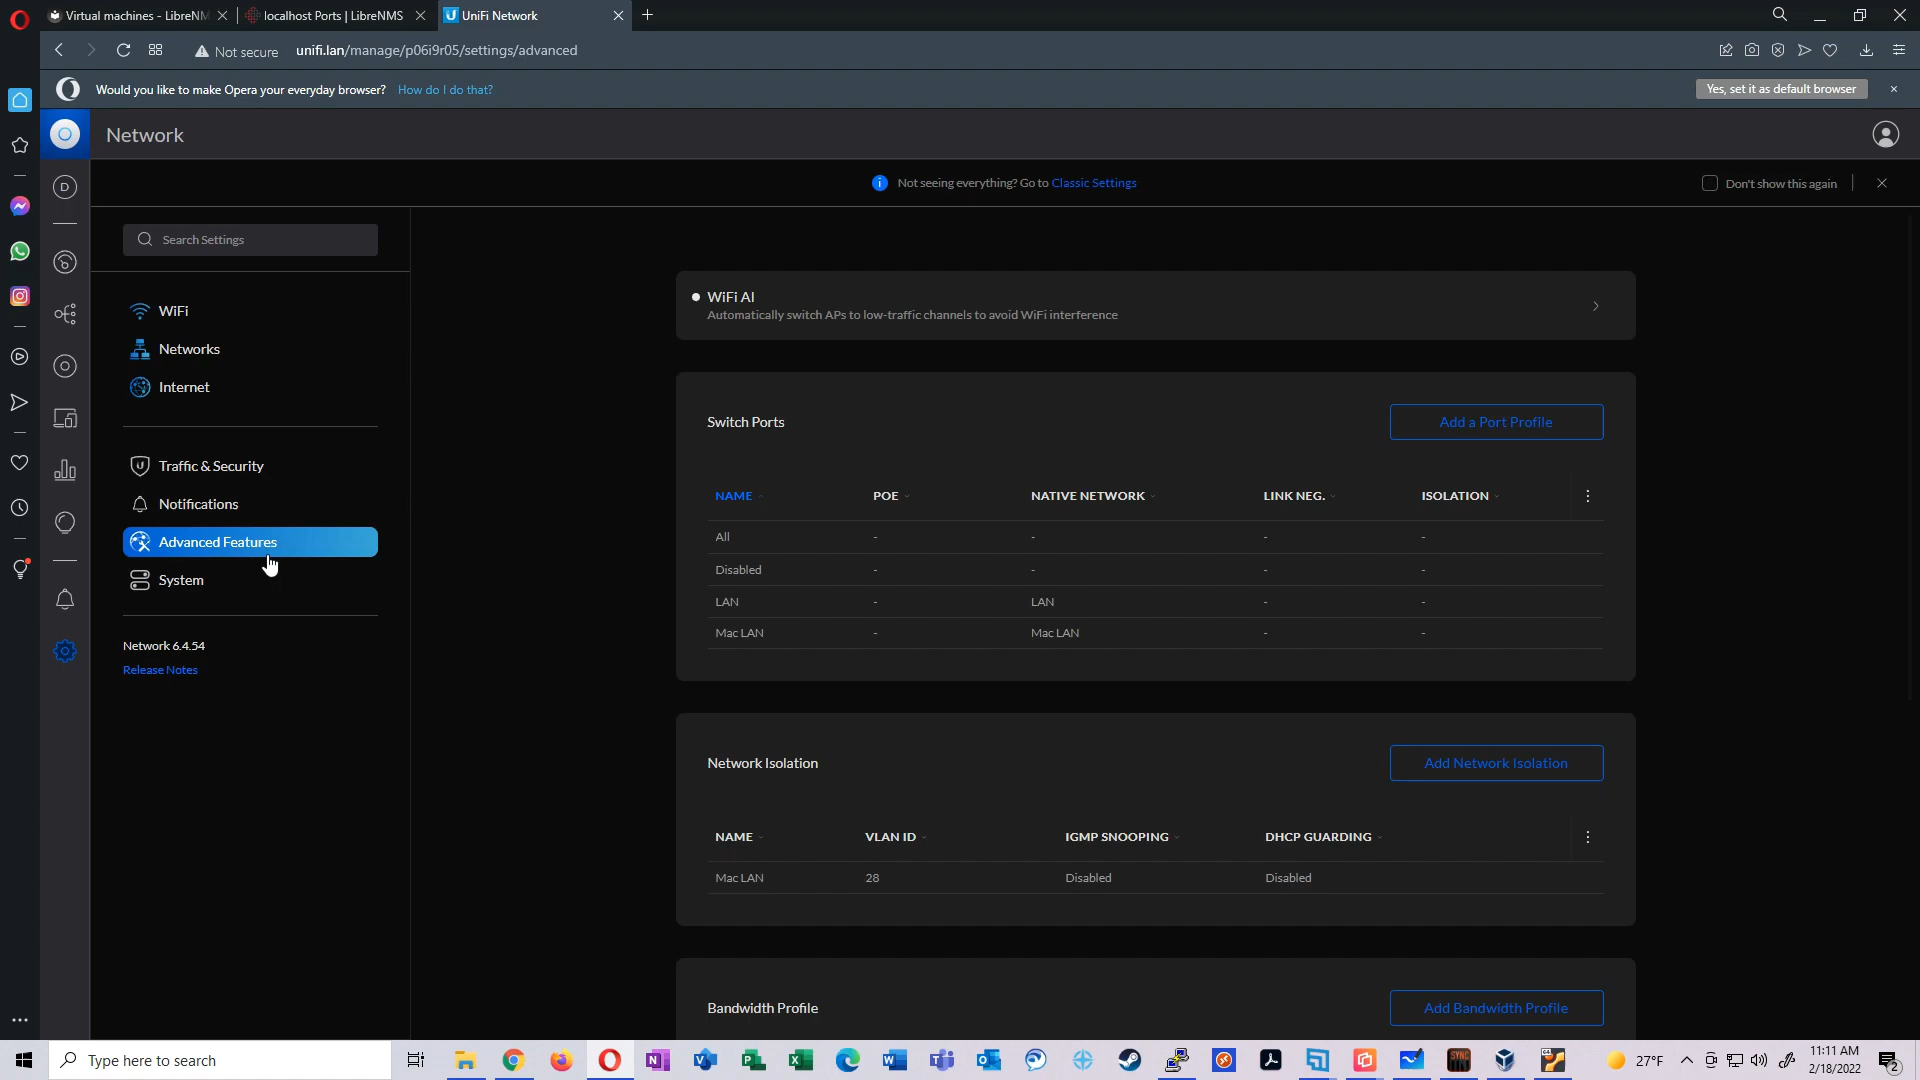 Virtual machines - LibreNM
localhost Ports | LibreNMS
UniFi Network
Not secure
unifi.lan/manage/p06i9r05/settings/advanced
Would you like to make Opera your everyday browser?
How do I do that?
Yes, set it as default browser
Network
Not seeing everything? Go to Classic Settings
Don't show this again
D
Search Settings
WiFi
Networks
Internet
Traffic & Security
Notifications
Advanced Features
System
Network 6.4.54
Release Notes
WiFi AI
Automatically switch APs to low-traffic channels to avoid WiFi interference
Switch Ports
Add a Port Profile
NAME POE NATIVE NETWORK LINK NEG. ISOLATION
All - - - -
Disabled - - - -
LAN - LAN - -
Mac LAN - Mac LAN - -
Network Isolation
Add Network Isolation
NAME VLAN ID IGMP SNOOPING DHCP GUARDING
Mac LAN 28 Disabled Disabled
Bandwidth Profile
Add Bandwidth Profile
Type here to search
27°F
11:11 AM
2/18/2022
2